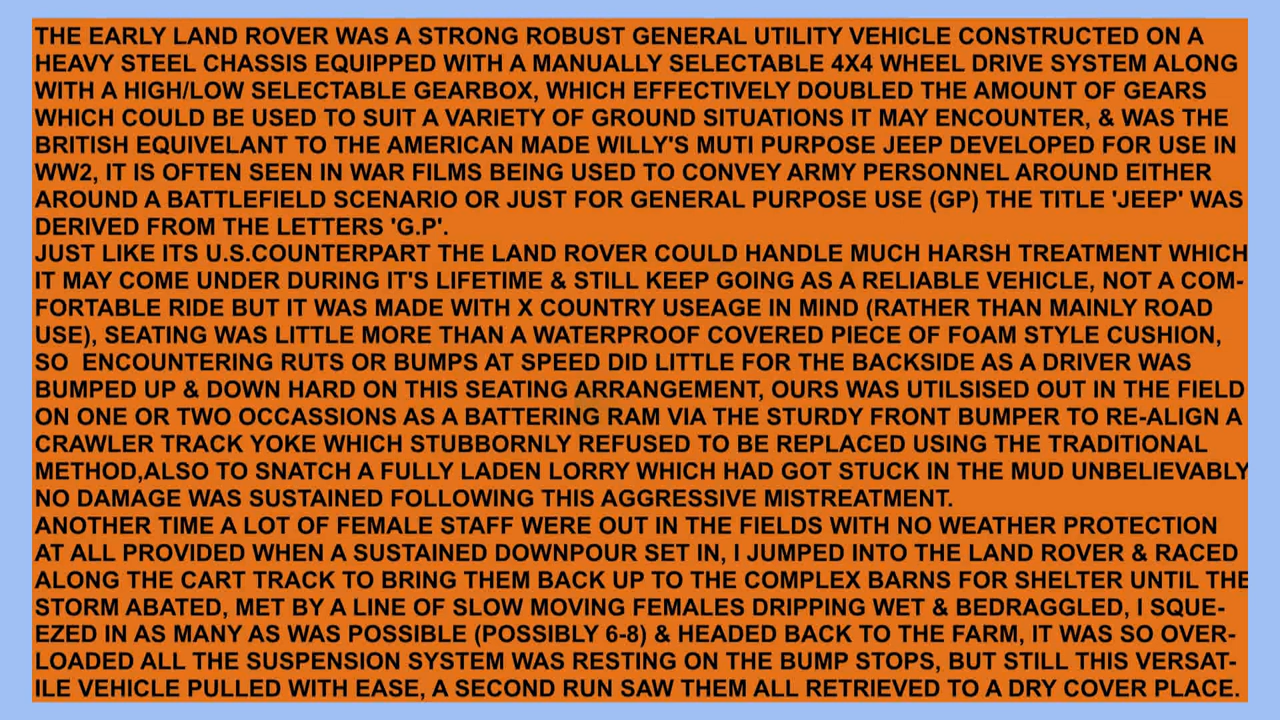 THE EARLY LAND ROVER WAS A STRONG ROBUST GENERAL UTILITY VEHICLE CONSTRUCTED ON A
HEAVY STEEL CHASSIS EQUIPPED WITH A MANUALLY SELECTABLE 4X4 WHEEL DRIVE SYSTEM ALONG
WITH A HIGH/LOW SELECTABLE GEARBOX, WHICH EFFECTIVELY DOUBLED THE AMOUNT OF GEARS
WHICH COULD BE USED TO SUIT A VARIETY OF GROUND SITUATIONS IT MAY ENCOUNTER, & WAS THE
BRITISH EQUIVELANT TO THE AMERICAN MADE WILLY'S MUTI PURPOSE JEEP DEVELOPED FOR USE IN
WW2, IT IS OFTEN SEEN IN WAR FILMS BEING USED TO CONVEY ARMY PERSONNEL AROUND EITHER
AROUND A BATTLEFIELD SCENARIO OR JUST FOR GENERAL PURPOSE USE (GP) THE TITLE 'JEEP' WAS
DERIVED FROM THE LETTERS 'G.P'.
JUST LIKE ITS U.S.COUNTERPART THE LAND ROVER COULD HANDLE MUCH HARSH TREATMENT WHICH
IT MAY COME UNDER DURING IT'S LIFETIME & STILL KEEP GOING AS A RELIABLE VEHICLE, NOT A COM-
FORTABLE RIDE BUT IT WAS MADE WITH X COUNTRY USEAGE IN MIND (RATHER THAN MAINLY ROAD
USE), SEATING WAS LITTLE MORE THAN A WATERPROOF COVERED PIECE OF FOAM STYLE CUSHION,
SO  ENCOUNTERING RUTS OR BUMPS AT SPEED DID LITTLE FOR THE BACKSIDE AS A DRIVER WAS
BUMPED UP & DOWN HARD ON THIS SEATING ARRANGEMENT, OURS WAS UTILSISED OUT IN THE FIELD
ON ONE OR TWO OCCASSIONS AS A BATTERING RAM VIA THE STURDY FRONT BUMPER TO RE-ALIGN A
CRAWLER TRACK YOKE WHICH STUBBORNLY REFUSED TO BE REPLACED USING THE TRADITIONAL
METHOD,ALSO TO SNATCH A FULLY LADEN LORRY WHICH HAD GOT STUCK IN THE MUD UNBELIEVABLY
NO DAMAGE WAS SUSTAINED FOLLOWING THIS AGGRESSIVE MISTREATMENT.
ANOTHER TIME A LOT OF FEMALE STAFF WERE OUT IN THE FIELDS WITH NO WEATHER PROTECTION
AT ALL PROVIDED WHEN A SUSTAINED DOWNPOUR SET IN, I JUMPED INTO THE LAND ROVER & RACED
ALONG THE CART TRACK TO BRING THEM BACK UP TO THE COMPLEX BARNS FOR SHELTER UNTIL THE
STORM ABATED, MET BY A LINE OF SLOW MOVING FEMALES DRIPPING WET & BEDRAGGLED, I SQUE-
EZED IN AS MANY AS WAS POSSIBLE (POSSIBLY 6-8) & HEADED BACK TO THE FARM, IT WAS SO OVER-
LOADED ALL THE SUSPENSION SYSTEM WAS RESTING ON THE BUMP STOPS, BUT STILL THIS VERSAT-
ILE VEHICLE PULLED WITH EASE, A SECOND RUN SAW THEM ALL RETRIEVED TO A DRY COVER PLACE.